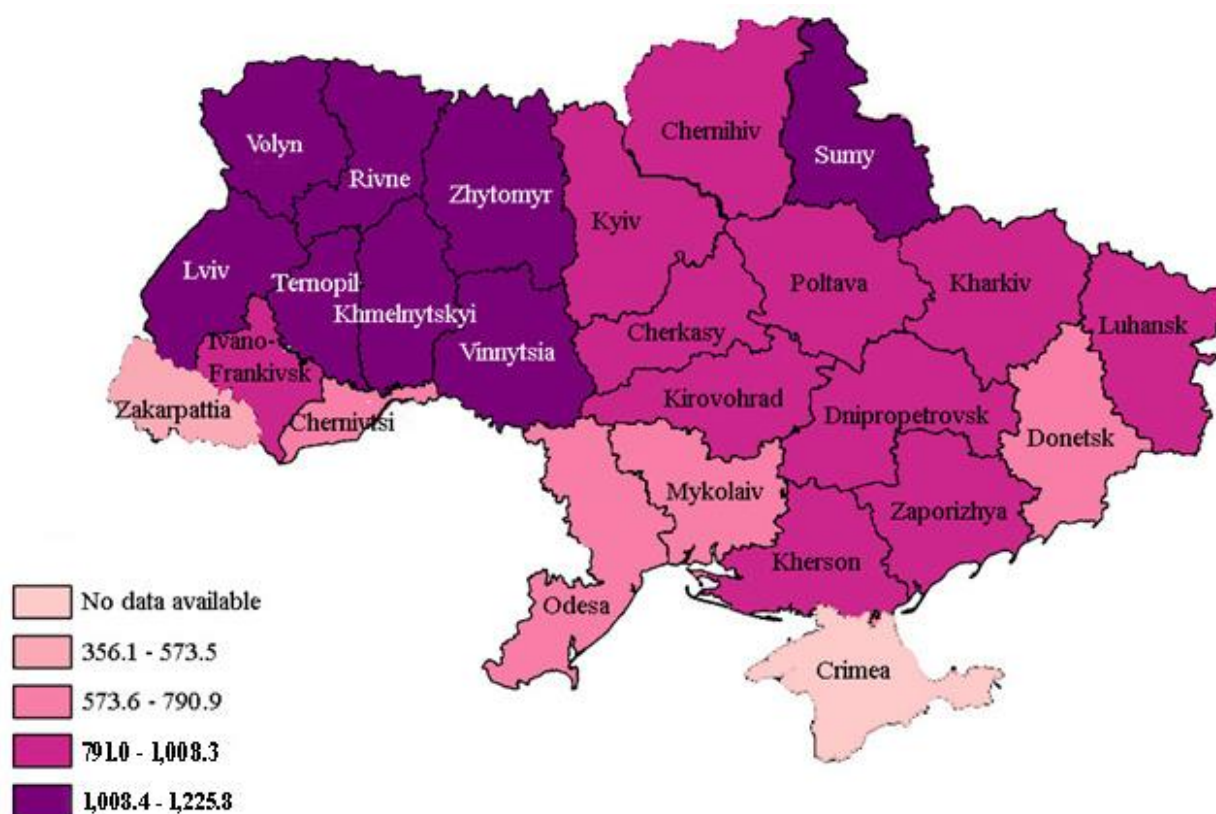 Chernihiv
Sumy
Volyn
Rivne
Zhytomyr
Kyiv
Lviv
Ternopil
Khmelnytskyi
Vinnytsia
Cherkasy
Poltava
Kharkiv
Luhansk
Ivano-
Frankivsk
Zakarpattia
Chernivtsi
Kirovohrad
Dnipropetrovsk
Donetsk
Mykolaiv
Zaporizhya
Kherson
Odesa
Crimea
No data available
356.1 - 573.5
573.6 - 790.9
791.0 - 1,008.3
1,008.4 - 1,225.8